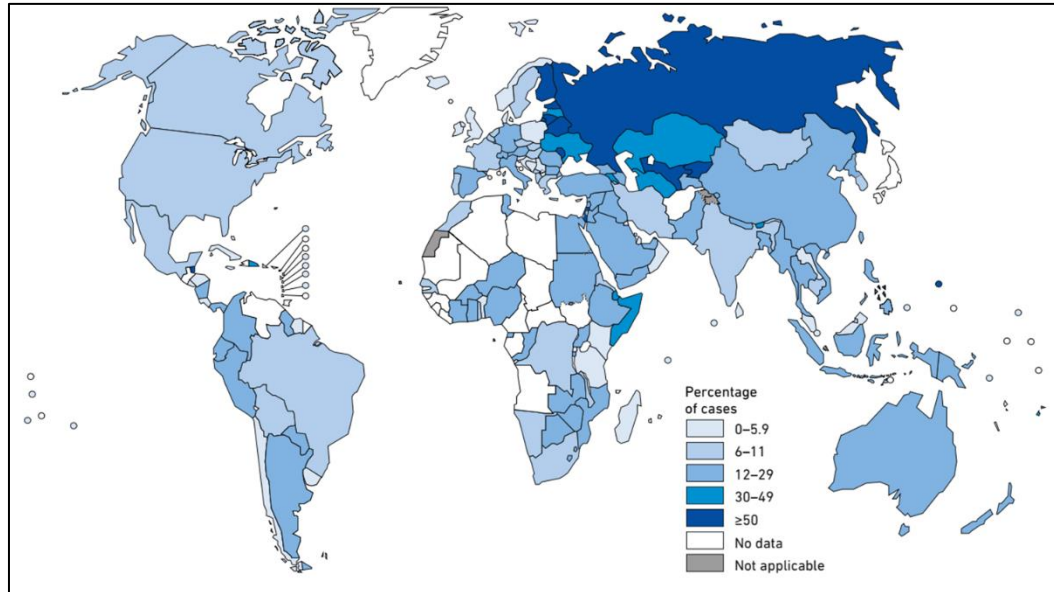 Percentage
of cases
0–5.9
6–11
12–29
30–49
≥50
No data
Not applicable